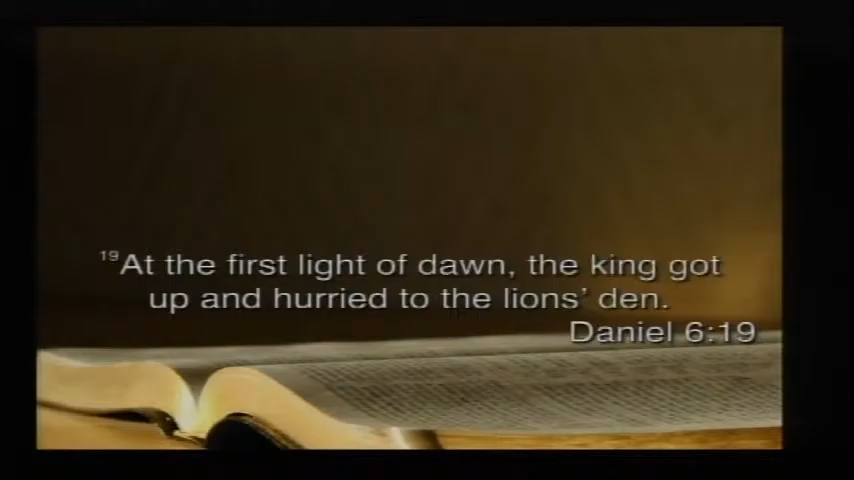 19At the first light of dawn, the king got
up and hurried to the lions' den.
Daniel 6:19